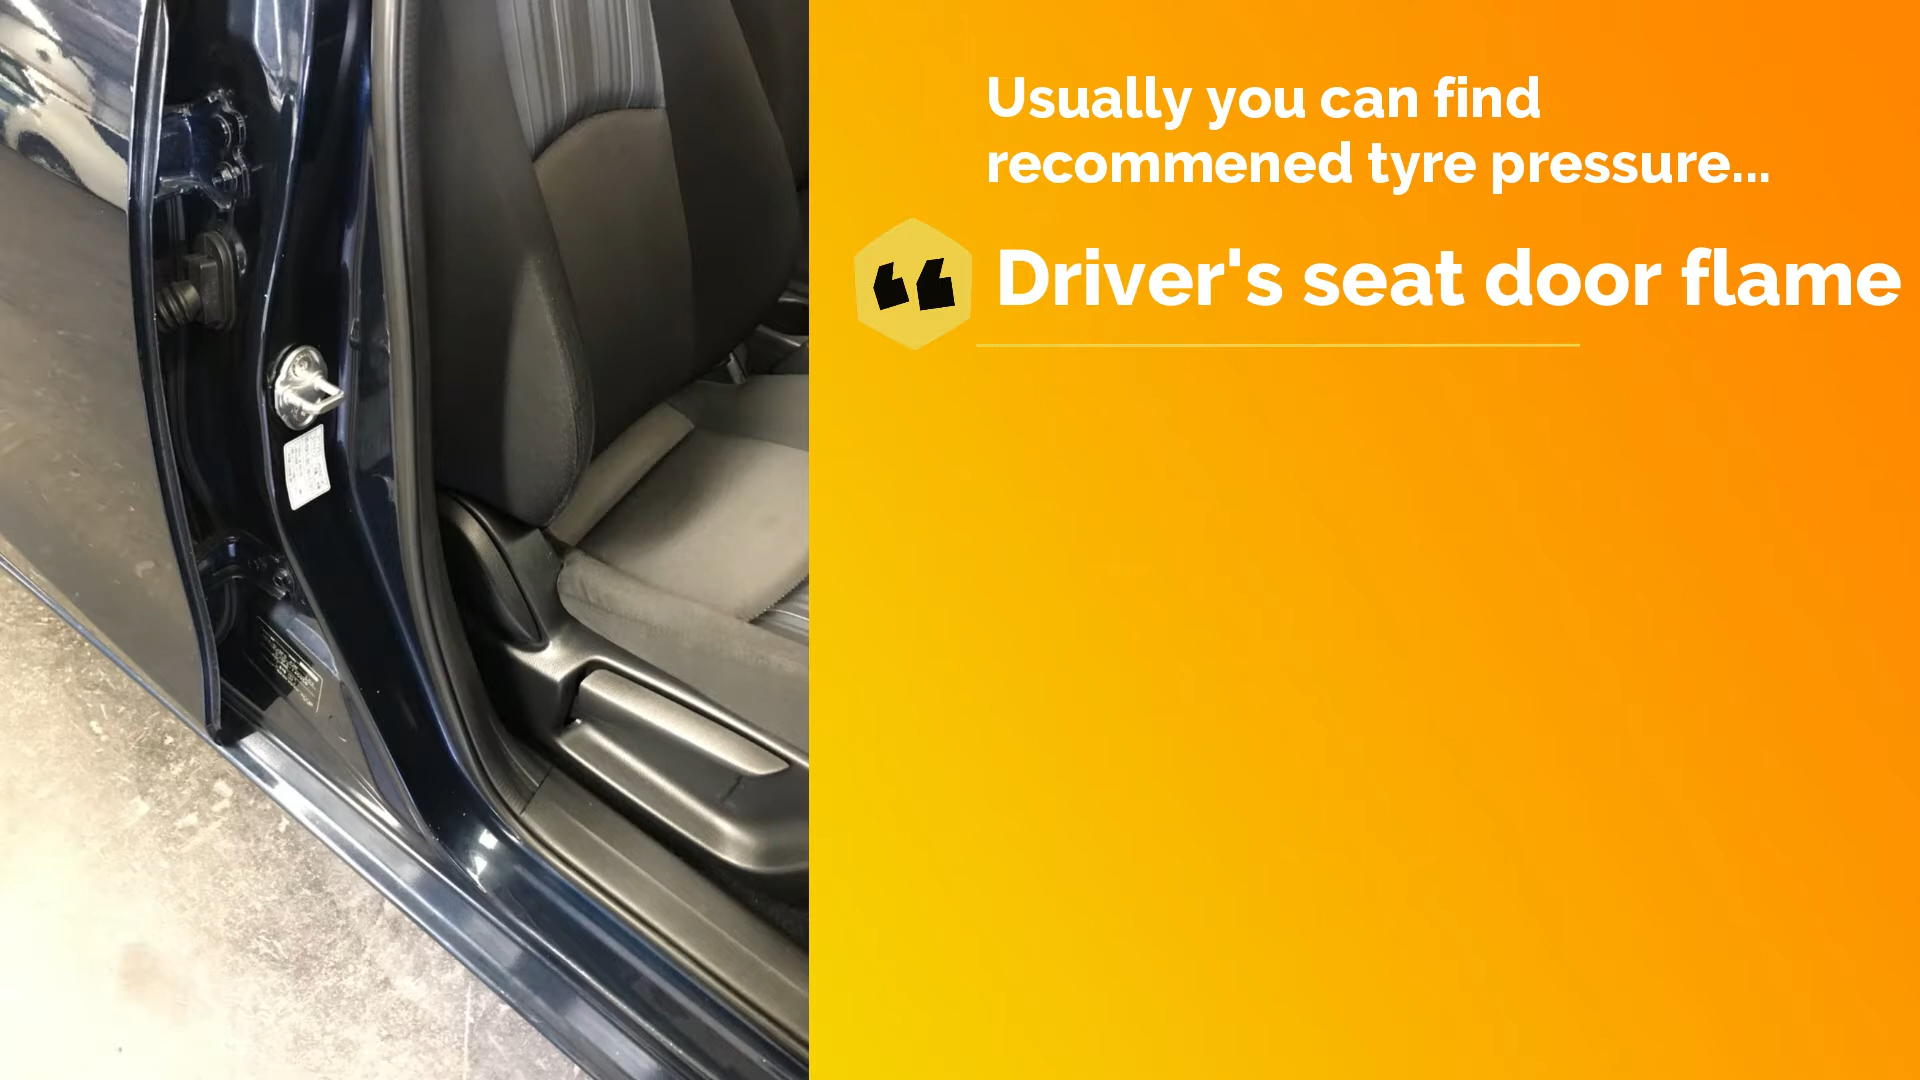 Usually you can find
recommened tyre pressure...
Driver's seat door flame